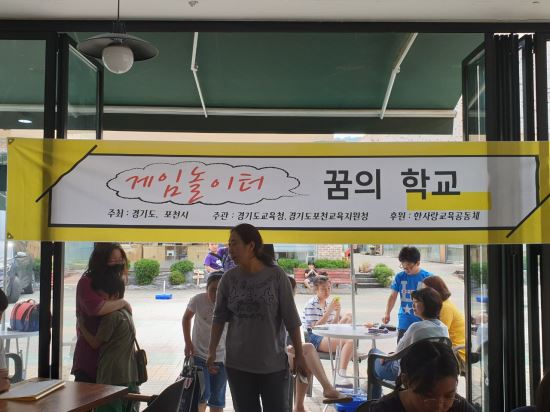 게임놀이터 꿈의 학교
주최 : 경기도, 포천시 주관 : 경기도교육청, 경기도포천교육지원청 후원 : 한사랑교육공동체